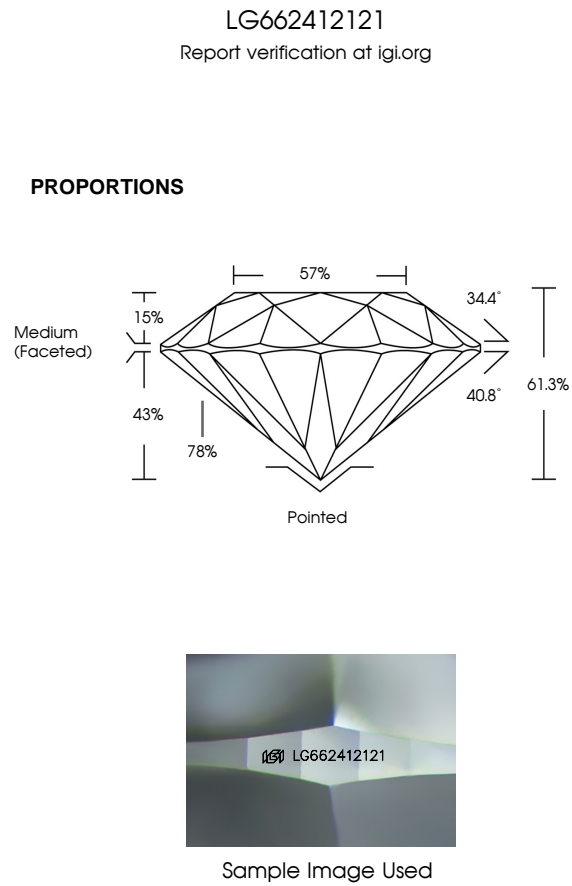 LG662412121
Report verification at igi.org
PROPORTIONS
57%
15%
34.4°
Medium
(Faceted)
40.8°
61.3%
43%
78%
Pointed
IGI LG662412121
Sample Image Used